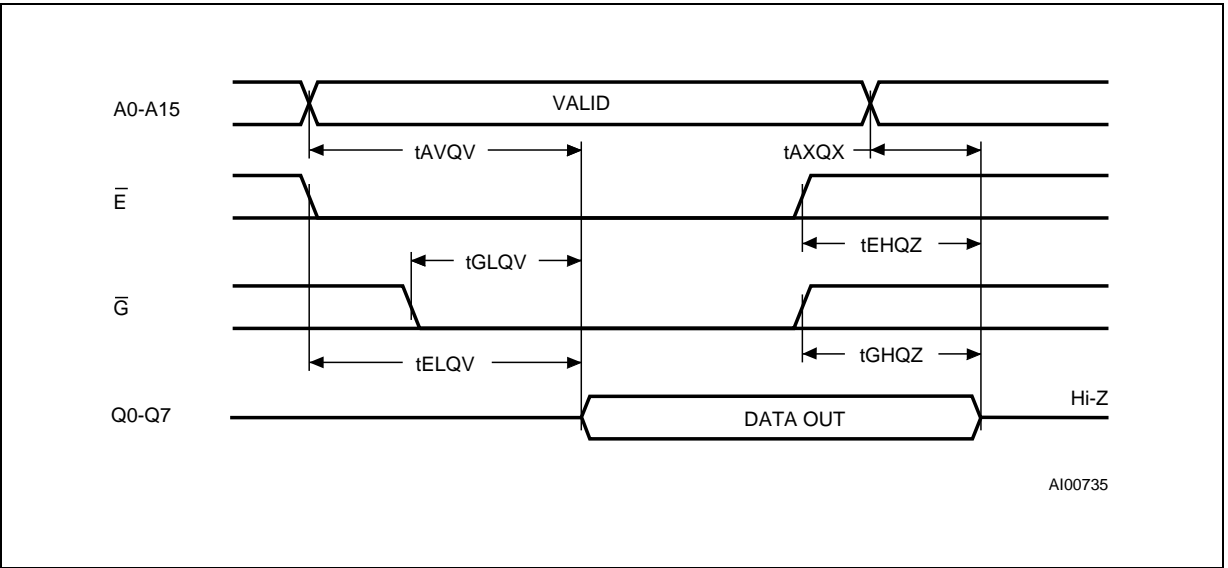 A0-A15
VALID
tAVQV
tAXQX
E̅
tEHQZ
tGLQV
G̅
tGHQZ
tELQV
Hi-Z
Q0-Q7
DATA OUT
AI00735